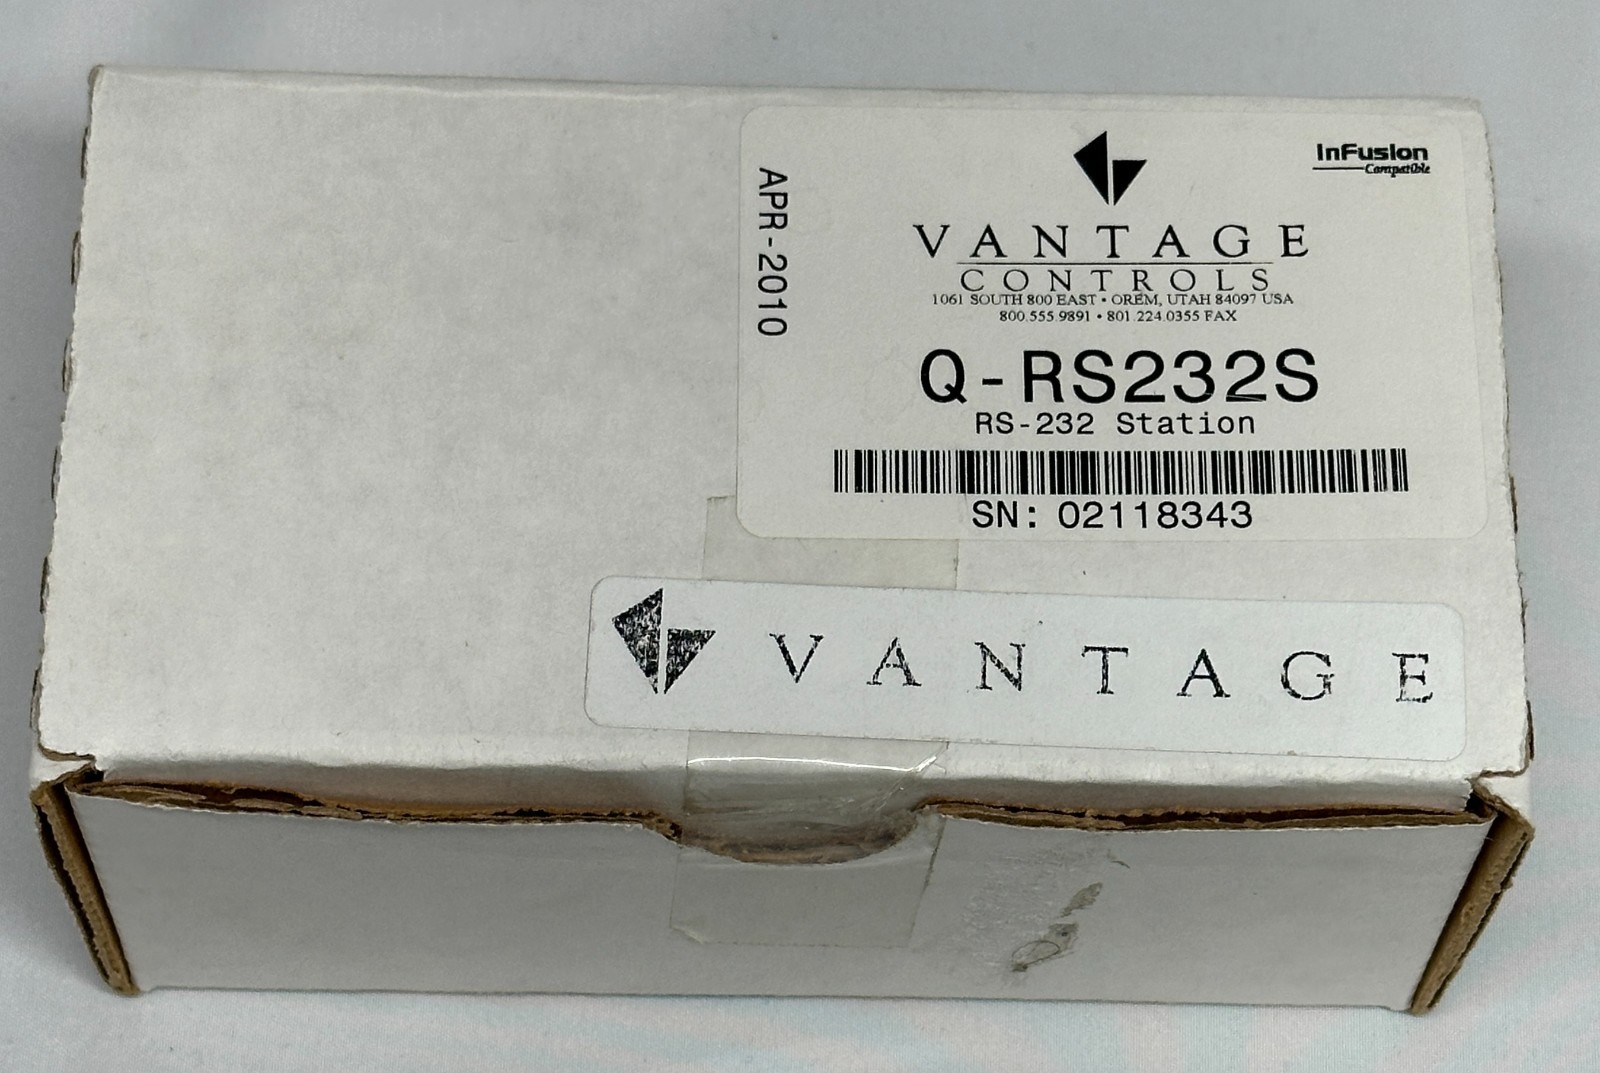 APR-2010
InFusion
Compatible
VANTAGE
CONTROLS
1061 SOUTH 800 EAST • OREM, UTAH 84097 USA
800.555.9891 • 801.224.0355 FAX
Q-RS232S
RS-232 Station
SN: 02118343
VANTAGE